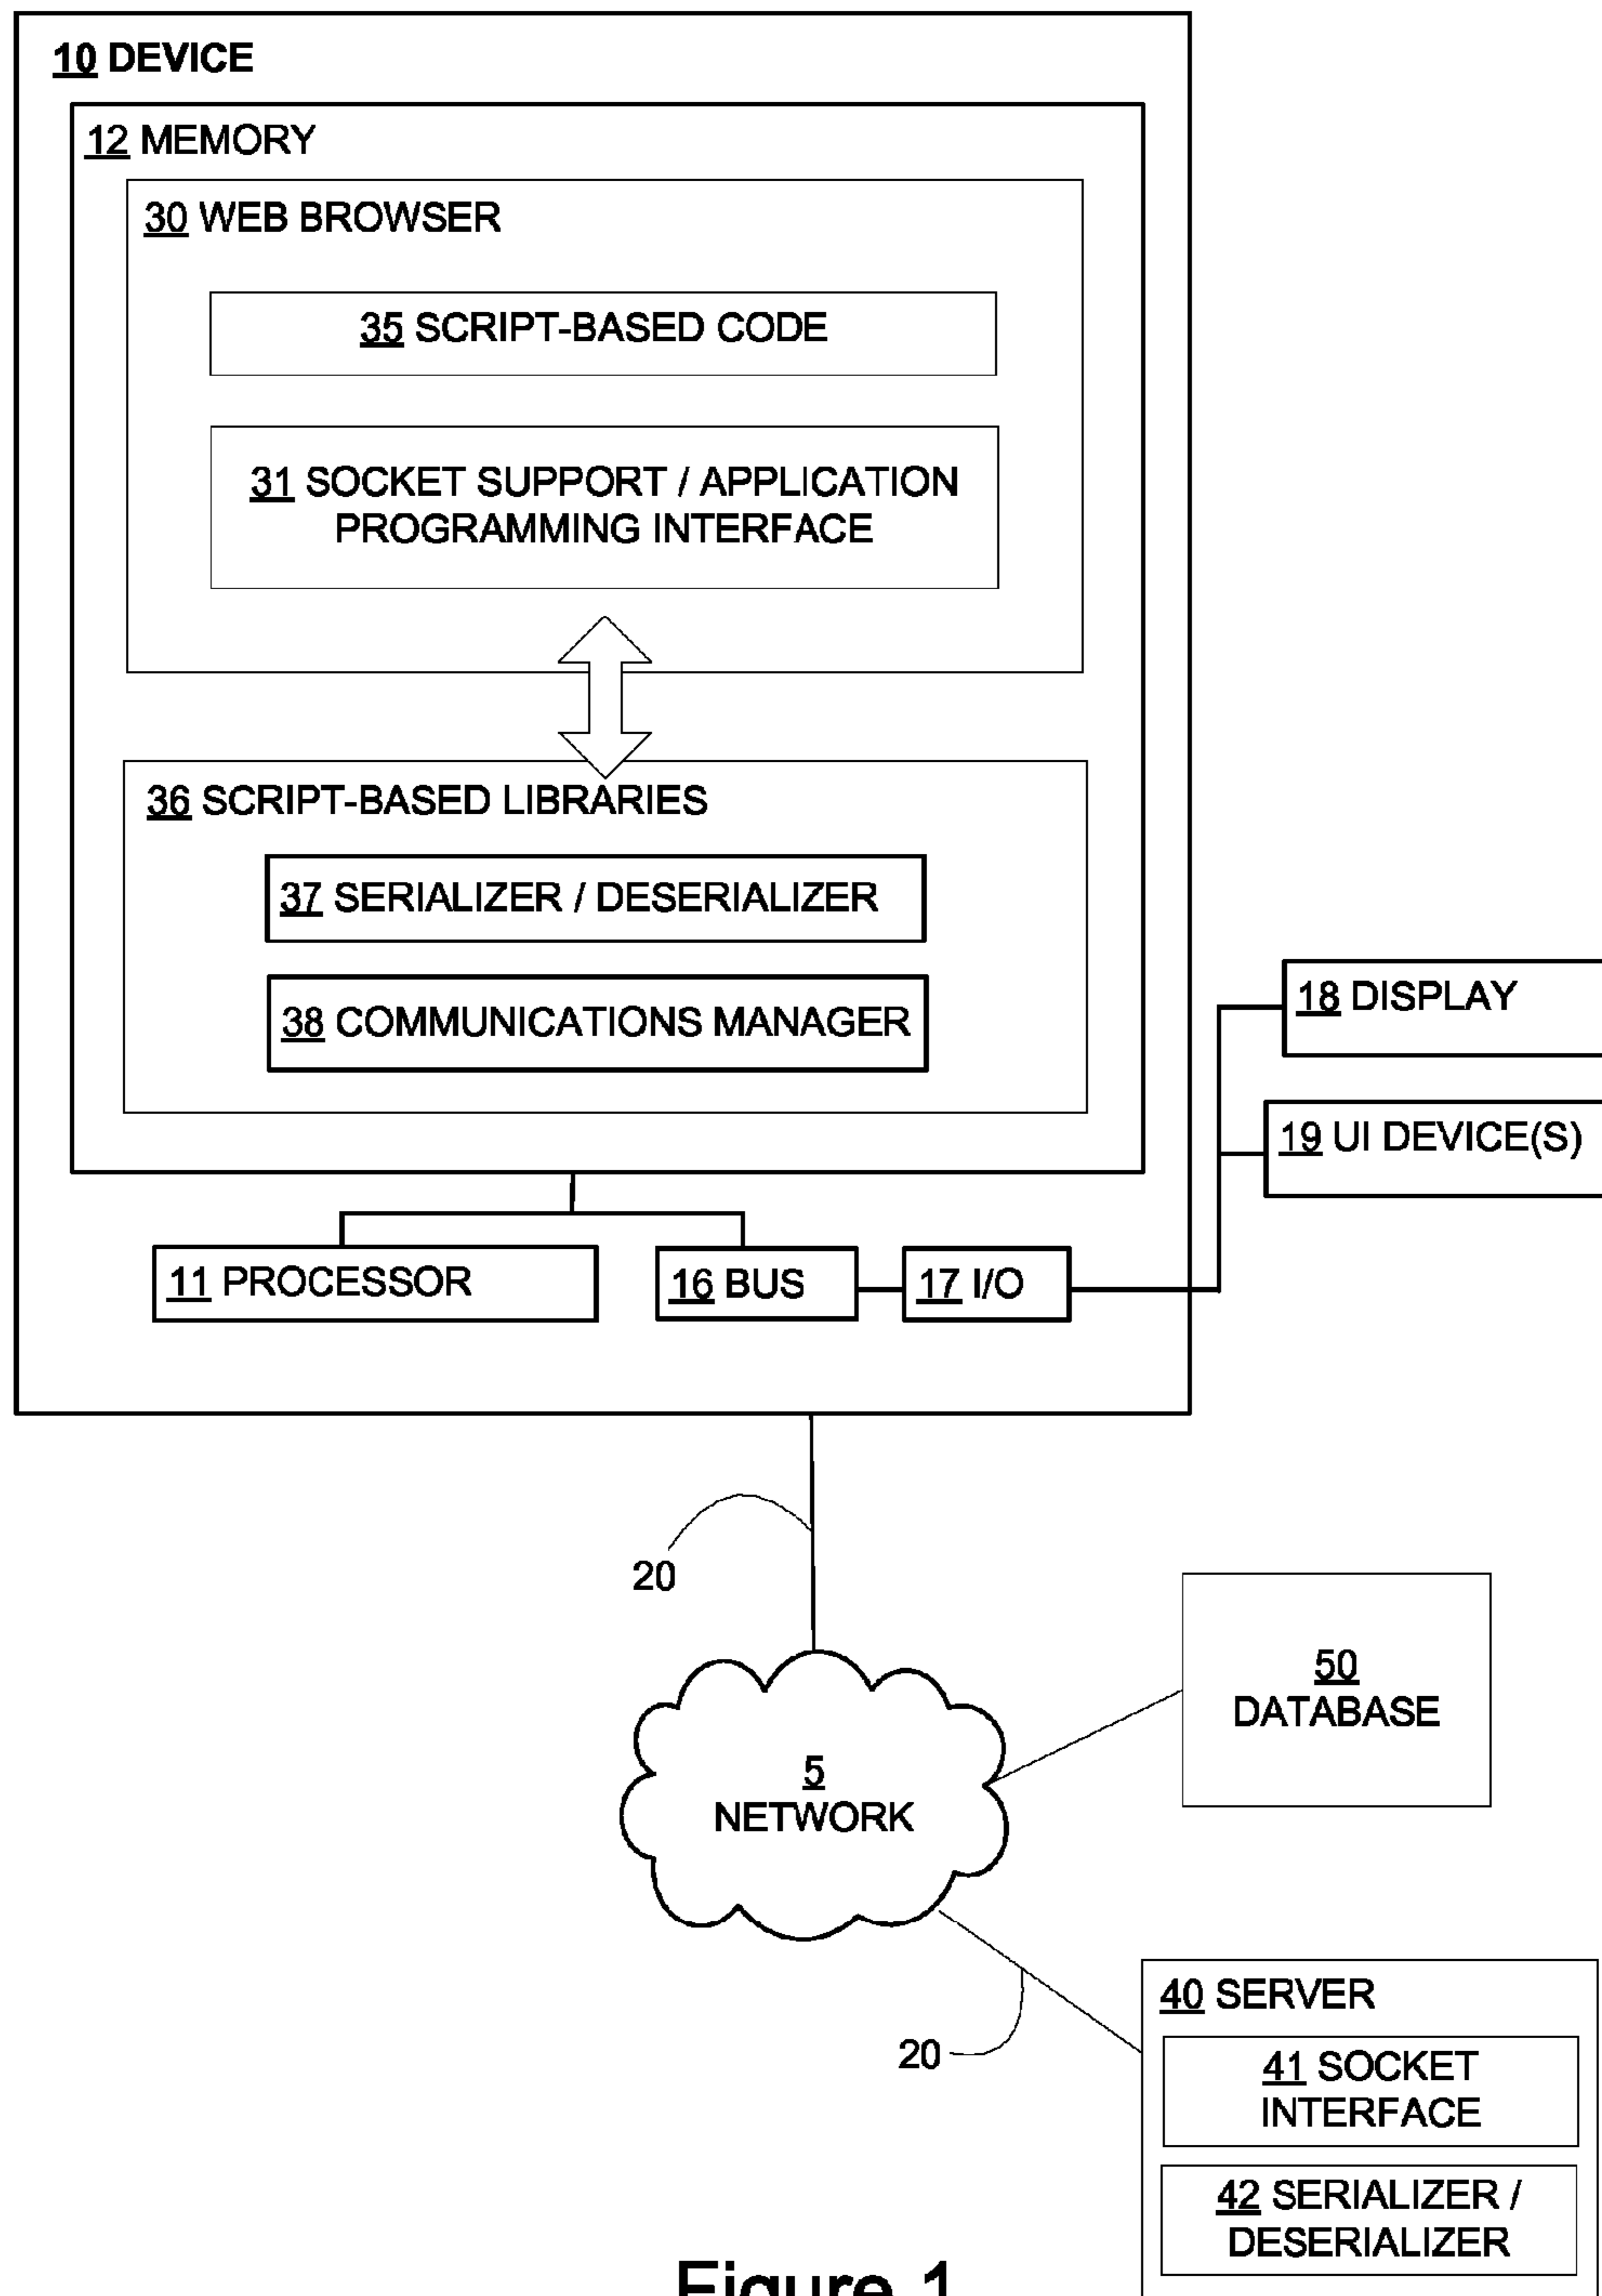 10 DEVICE
12 MEMORY
30 WEB BROWSER
35 SCRIPT-BASED CODE
31 SOCKET SUPPORT / APPLICATION
PROGRAMMING INTERFACE
36 SCRIPT-BASED LIBRARIES
37 SERIALIZER / DESERIALIZER
38 COMMUNICATIONS MANAGER
18 DISPLAY
19 UI DEVICE(S)
11 PROCESSOR
16 BUS
17 I/O
20
50
DATABASE
5
NETWORK
40 SERVER
20
41 SOCKET
INTERFACE
42 SERIALIZER /
DESERIALIZER
Figure 1